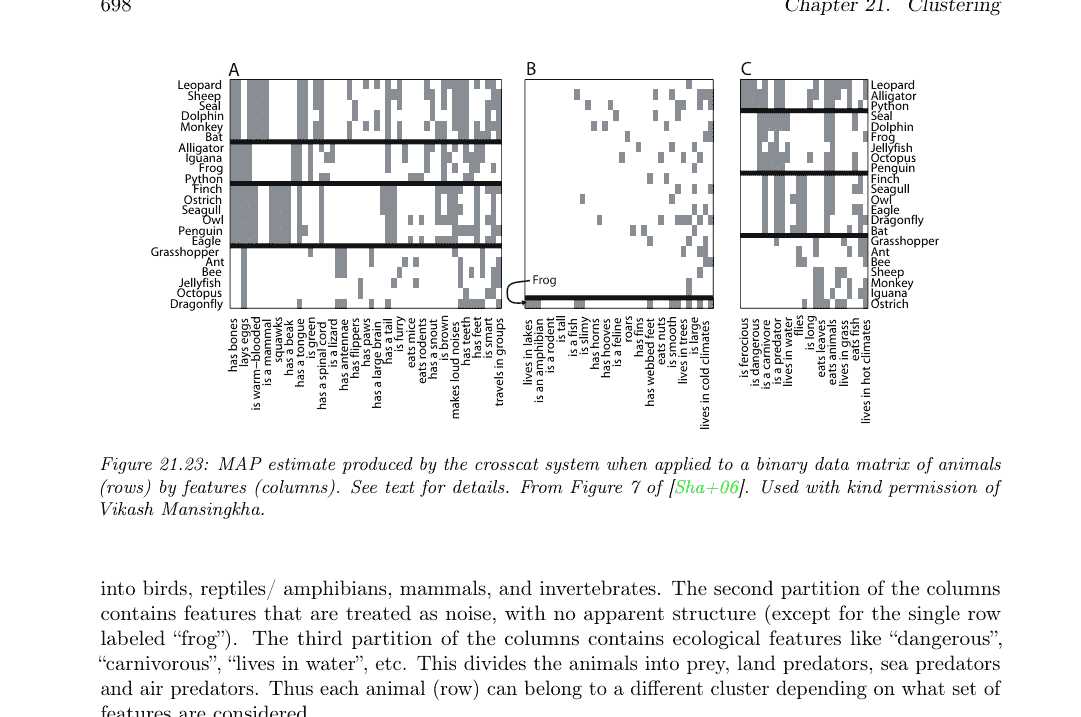 698
Chapter 21. Clustering
A
B
C
Leopard
Sheep
Seal
Dolphin
Monkey
Bat
Alligator
Iguana
Frog
Python
Finch
Ostrich
Seagull
Owl
Penguin
Eagle
Grasshopper
Ant
Bee
Jellyfish
Octopus
Dragonfly
Frog
Leopard
Alligator
Python
Seal
Dolphin
Frog
Jellyfish
Octopus
Penguin
Finch
Seagull
Owl
Eagle
Dragonfly
Bat
Grasshopper
Ant
Bee
Sheep
Monkey
Iguana
Ostrich
has bones
lays eggs
is warm-blooded
is a mammal
squawks
has a beak
has a tongue
is green
has a spinal cord
is a lizard
has antennae
has flippers
has paws
has a large brain
has a tail
is furry
eats mice
eats rodents
has a snout
is brown
makes loud noises
has teeth
has 4 feet
is smart
travels in groups
lives in lakes
is an amphibian
is a rodent
is tall
is a fish
is slimy
has horns
has hooves
is a feline
roars
has fins
has webbed feet
eats nuts
is smooth
lives in trees
is large
lives in cold climates
is ferocious
is dangerous
is a carnivore
is a predator
lives in water
flies
is long
eats leaves
eats animals
lives in grass
eats fish
lives in hot climates
Figure 21.23: MAP estimate produced by the crosscat system when applied to a binary data matrix of animals
(rows) by features (columns). See text for details. From Figure 7 of [Sha+06]. Used with kind permission of
Vikash Mansingkha.
into birds, reptiles/ amphibians, mammals, and invertebrates. The second partition of the columns
contains features that are treated as noise, with no apparent structure (except for the single row
labeled “frog”). The third partition of the columns contains ecological features like “dangerous”,
“carnivorous”, “lives in water”, etc. This divides the animals into prey, land predators, sea predators
and air predators. Thus each animal (row) can belong to a different cluster depending on what set of
features are considered.